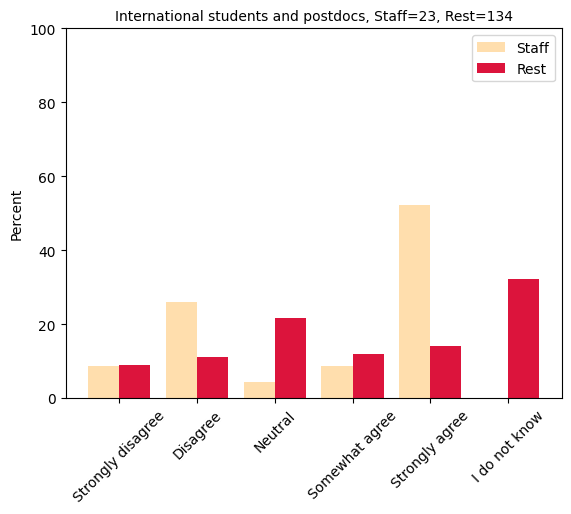 International students and postdocs, Staff=23, Rest=134
100
80
60
40
20
0
Percent
Staff
Rest
Strongly disagree
Disagree
Neutral
Somewhat agree
Strongly agree
I do not know